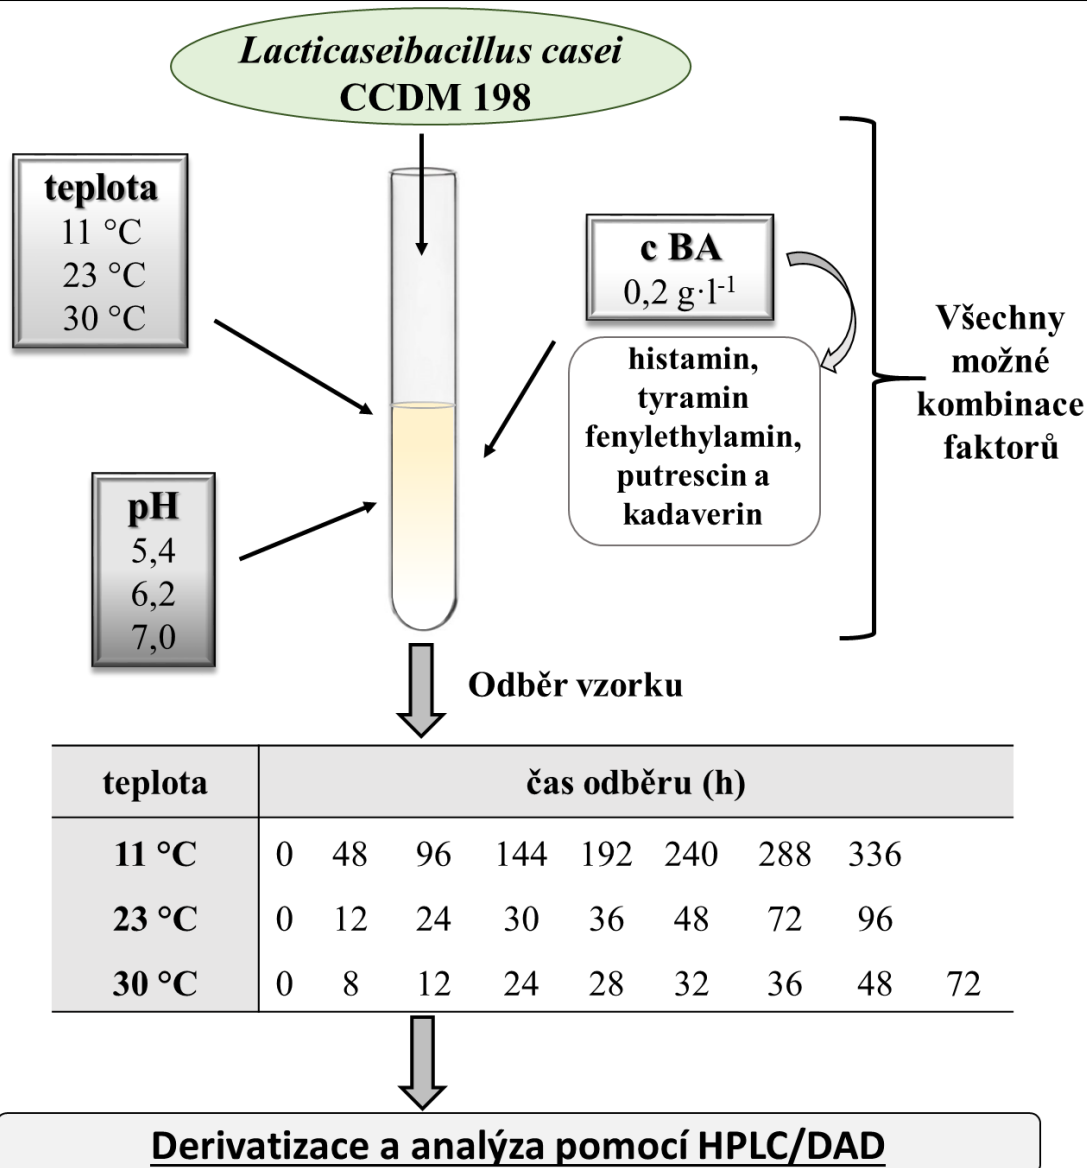 Lacticaseibacillus casei
CCDM 198
teplota
11 °C
23 °C
30 °C
c BA
0,2 g·l⁻¹
histamin,
tyramin
fenylethylamin,
putrescin a
kadaverin
Všechny
možné
kombinace
faktorů
pH
5,4
6,2
7,0
Odběr vzorku
teplota čas odběru (h)
11 °C 0 48 96 144 192 240 288 336
23 °C 0 12 24 30 36 48 72 96
30 °C 0 8 12 24 28 32 36 48 72
Derivatizace a analýza pomocí HPLC/DAD